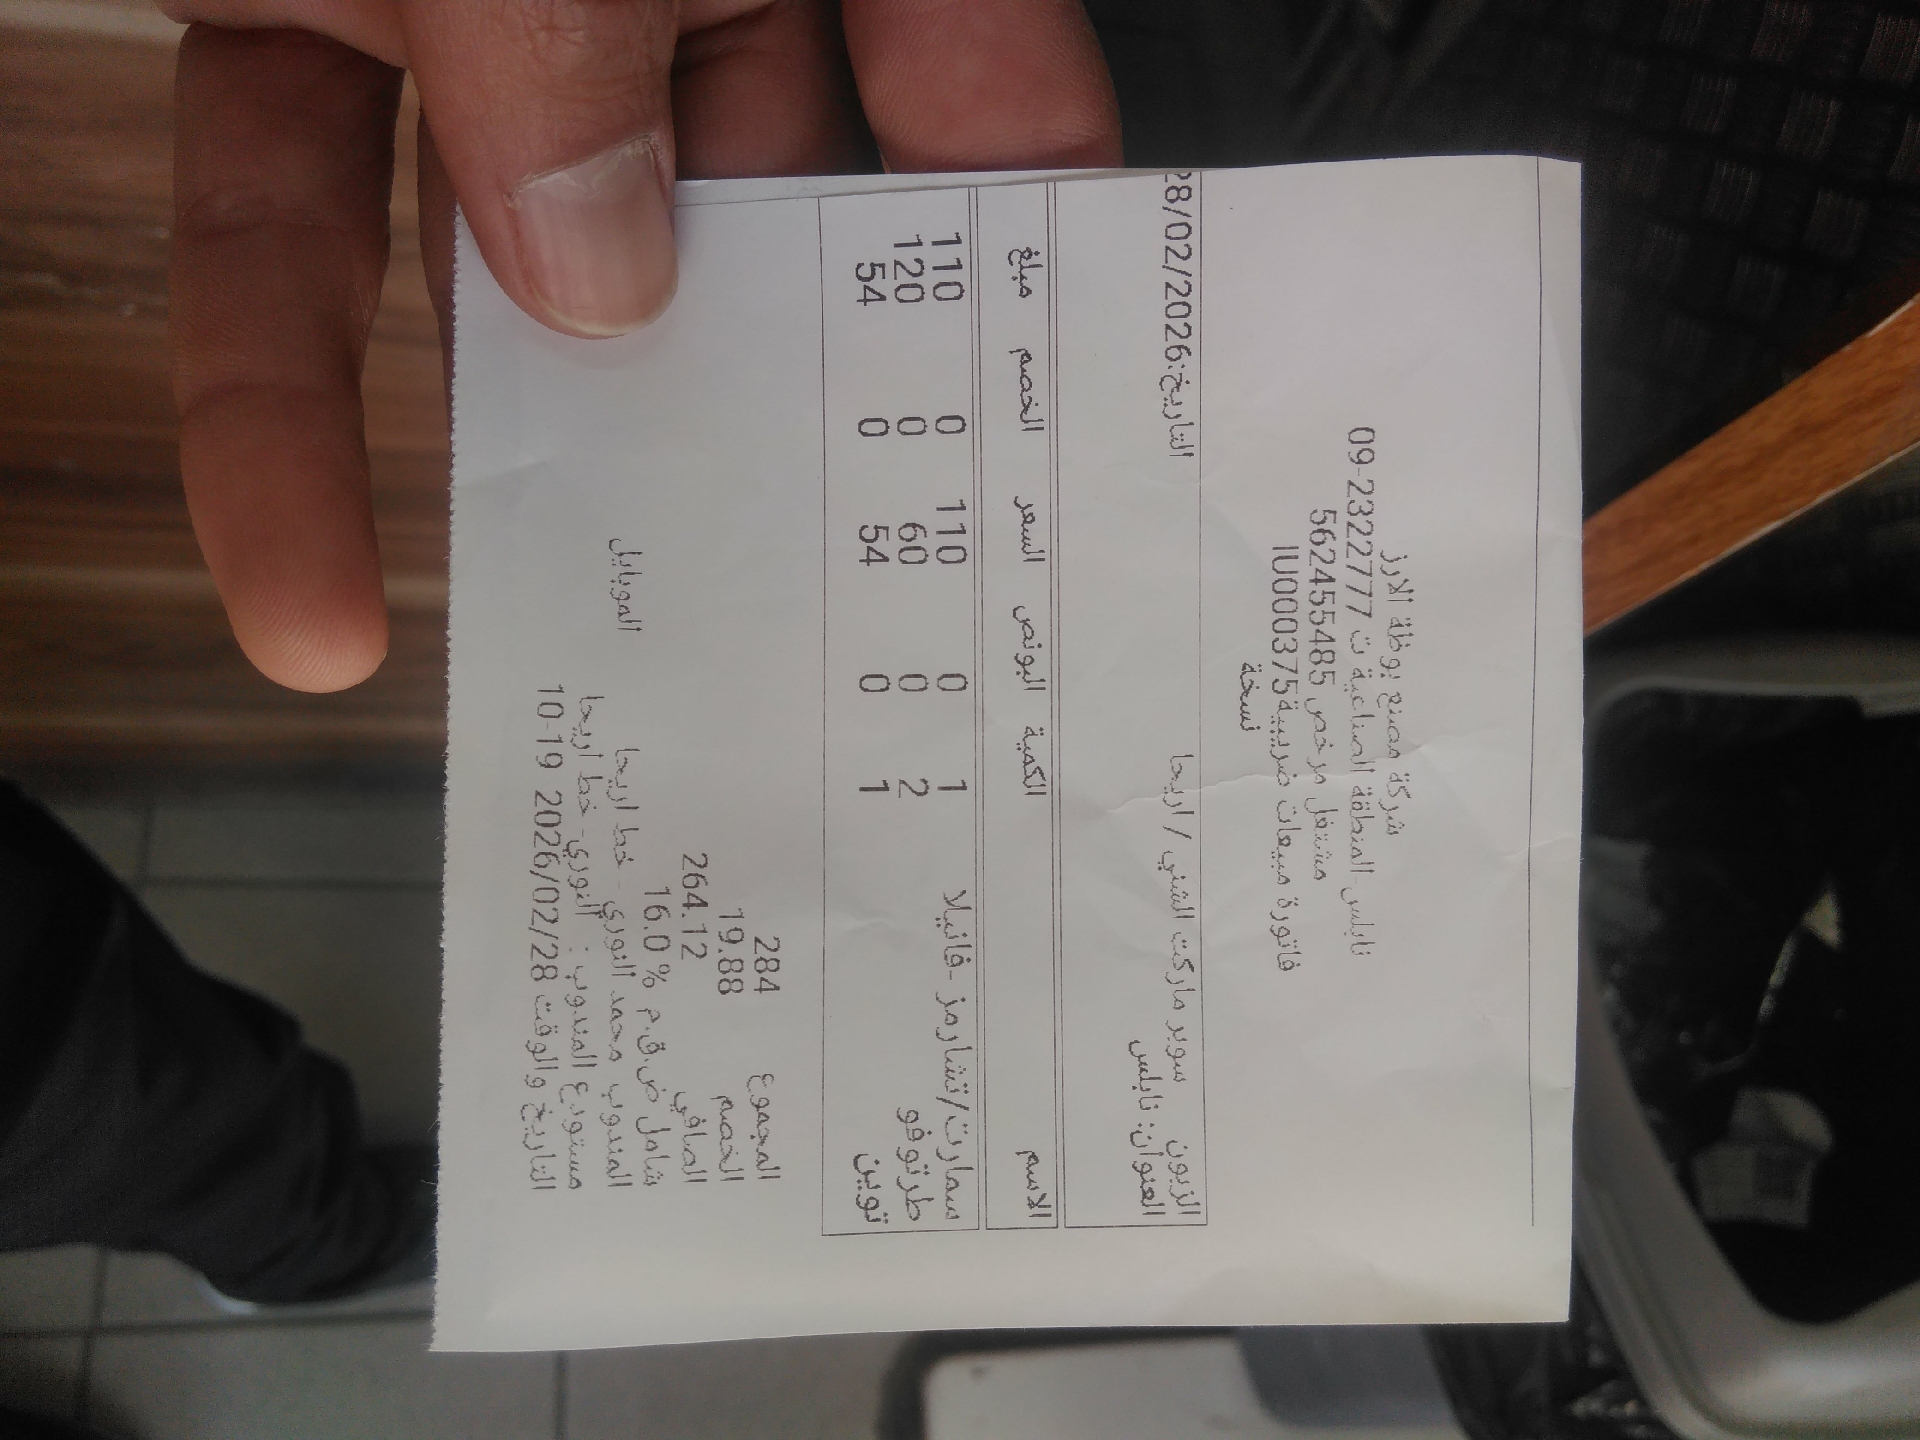 شركة مصنع بوظة الارز
نابلس-المنطقة الصناعية ت 09-2322777
مشتغل مرخص 562455485
فاتورة مبيعات ضريبية IU000375
نسخة
الزبون سوبر ماركت الشني / اريحا التاريخ:28/02/2026
العنوان: نابلس
الاسم الكمية البونص السعر الخصم مبلغ
سمارت/تشارمز -فانيلا 1 0 110 0 110
طرتوفو 2 0 60 0 120
توين 1 0 54 0 54
المجموع 284
الخصم 19.88
الصافي 264.12
شامل ض.ق.م % 16.0
المندوب محمد النوري - خط اريحا الموبايل
مستودع المندوب : النوري - خط اريحا
التاريخ والوقت 2026/02/28 10-19